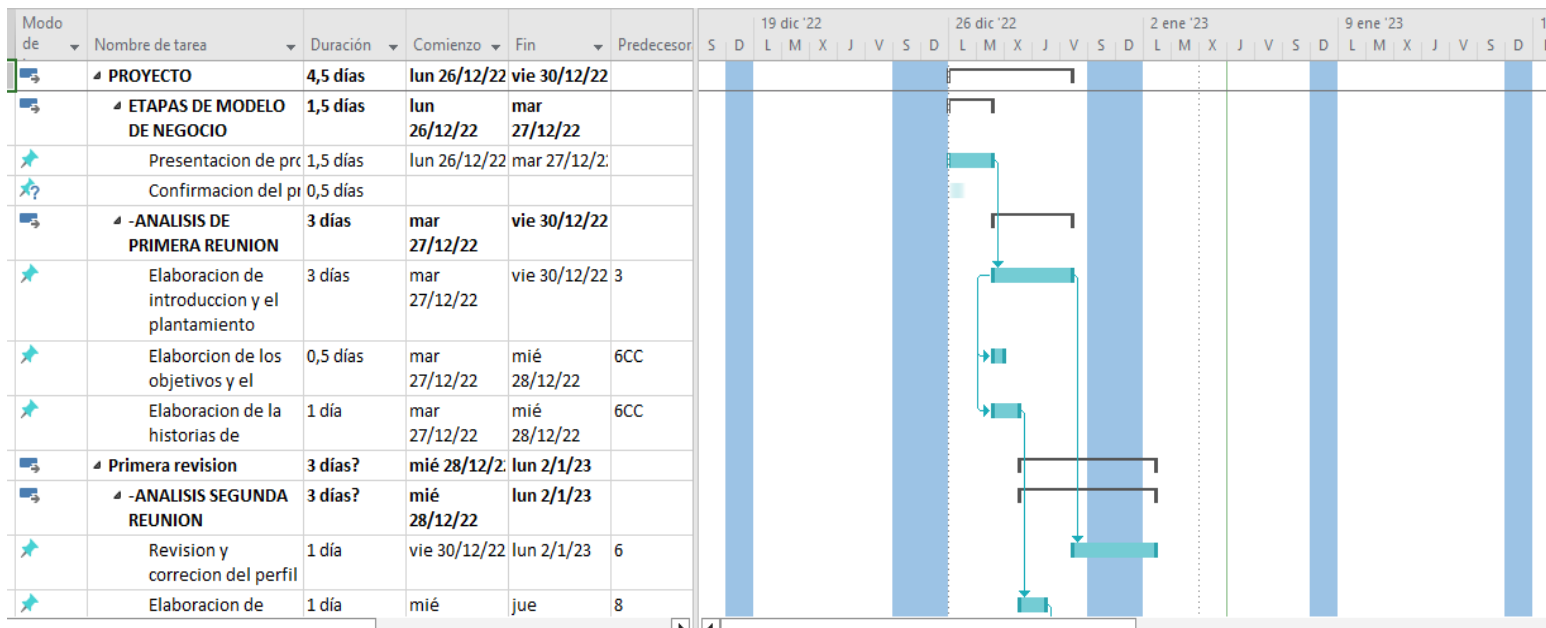 Modo de
Nombre de tarea
Duración
Comienzo
Fin
Predecesor
19 dic '22
26 dic '22
2 ene '23
9 ene '23
1
S D L M X J V S D L M X J V S D L M X J V S D L M X J V S D
PROYECTO 4,5 días lun 26/12/22 vie 30/12/22
ETAPAS DE MODELO 1,5 días lun mar
DE NEGOCIO 26/12/22 27/12/22
Presentacion de pro 1,5 días lun 26/12/22 mar 27/12/2
Confirmacion del pr 0,5 días
-ANALISIS DE 3 días mar vie 30/12/22
PRIMERA REUNION 27/12/22
Elaboracion de 3 días mar vie 30/12/22 3
introduccion y el 27/12/22
plantamiento
Elaborcion de los 0,5 días mar mié 6CC
objetivos y el 27/12/22 28/12/22
Elaboracion de la 1 día mar mié 6CC
historias de 27/12/22 28/12/22
Primera revision 3 días? mié 28/12/2 lun 2/1/23
-ANALISIS SEGUNDA 3 días? mié lun 2/1/23
REUNION 28/12/22
Revision y 1 día vie 30/12/22 lun 2/1/23 6
correcion del perfil
Elaboracion de 1 día mié jue 8